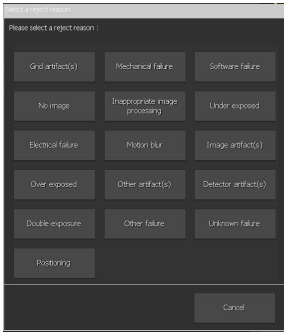 Select a reject reason
Please select a reject reason :
Grid artifact(s)
Mechanical failure
Software failure
No image
Inappropriate image
processing
Under exposed
Electrical failure
Motion blur
Image artifact(s)
Over exposed
Other artifact(s)
Detector artifact(s)
Double exposure
Other failure
Unknown failure
Positioning
Cancel